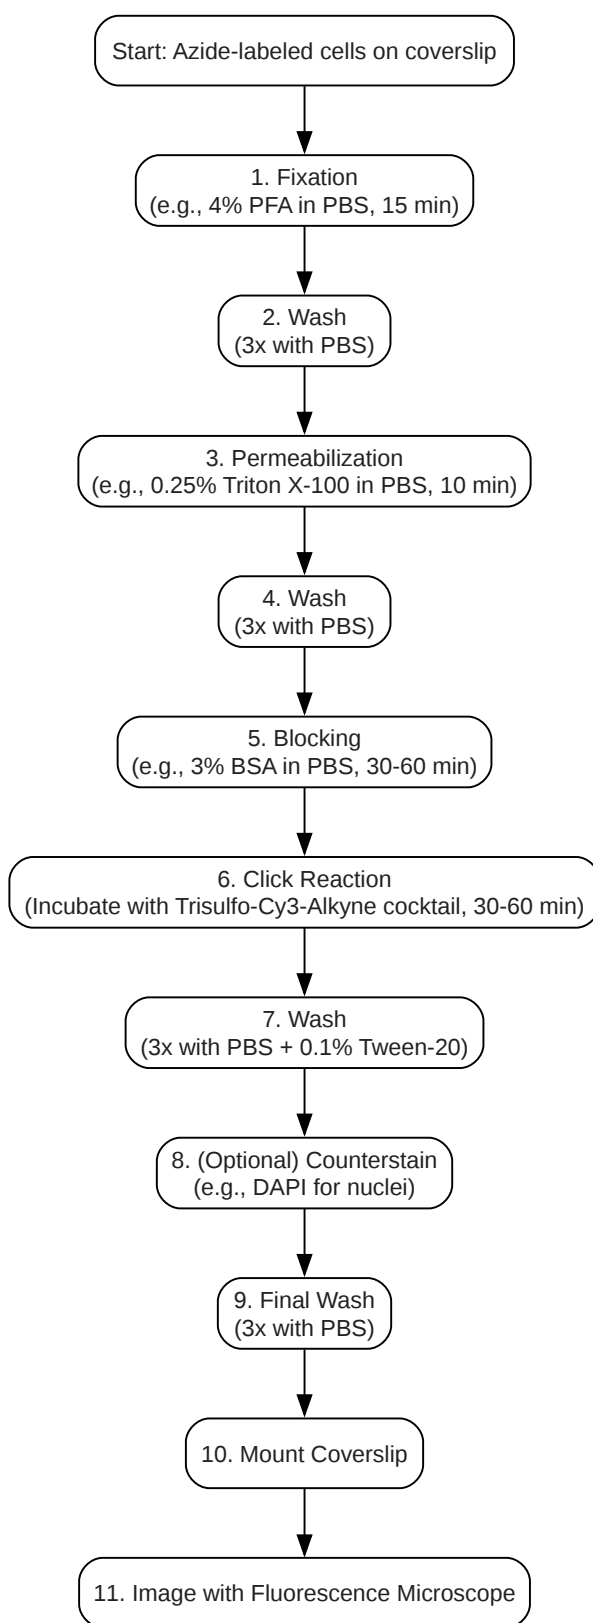 Start: Azide-labeled cells on coverslip
1. Fixation
(e.g., 4% PFA in PBS, 15 min)
2. Wash
(3x with PBS)
3. Permeabilization
(e.g., 0.25% Triton X-100 in PBS, 10 min)
4. Wash
(3x with PBS)
5. Blocking
(e.g., 3% BSA in PBS, 30-60 min)
6. Click Reaction
(Incubate with Trisulfo-Cy3-Alkyne cocktail, 30-60 min)
7. Wash
(3x with PBS + 0.1% Tween-20)
8. (Optional) Counterstain
(e.g., DAPI for nuclei)
9. Final Wash
(3x with PBS)
10. Mount Coverslip
11. Image with Fluorescence Microscope